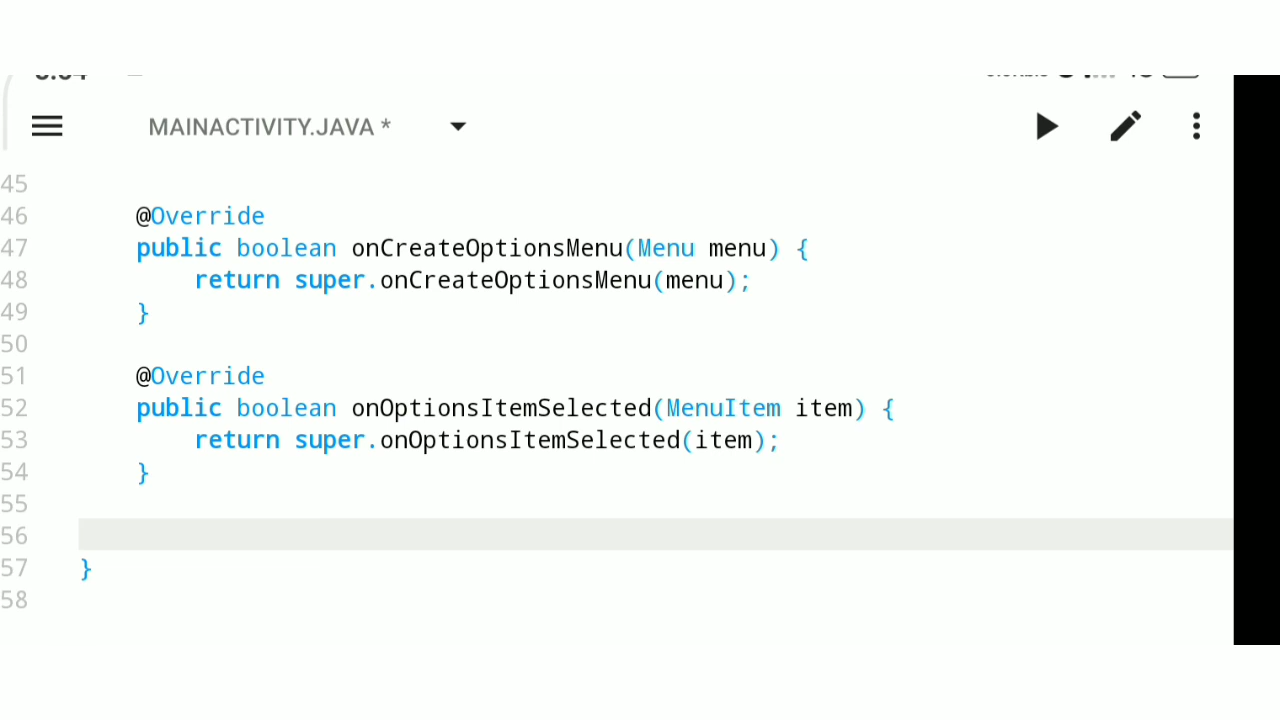 MAINACTIVITY.JAVA *
45
46 @Override
47 public boolean onCreateOptionsMenu(Menu menu) {
48 return super.onCreateOptionsMenu(menu);
49 }
50
51 @Override
52 public boolean onOptionsItemSelected(MenuItem item) {
53 return super.onOptionsItemSelected(item);
54 }
55
56
57 }
58